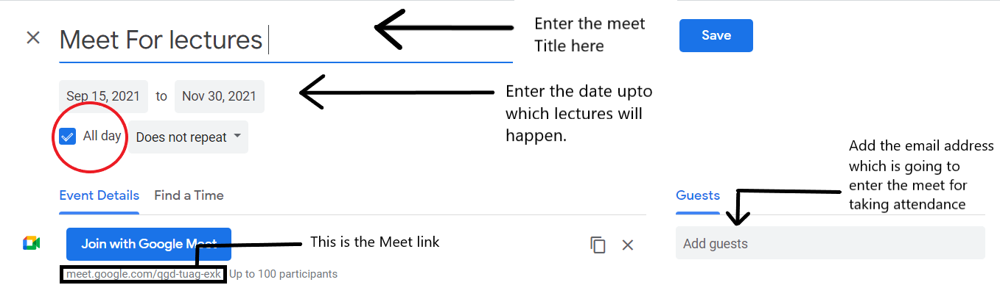 Meet For lectures
Enter the meet
Title here
Save
Sep 15, 2021 to Nov 30, 2021
Enter the date upto
which lectures will
happen.
All day Does not repeat
Add the email address
which is going to
enter the meet for
taking attendance
Event Details Find a Time
Guests
Join with Google Meet
This is the Meet link
Add guests
meet.google.com/qgd-tuag-exk Up to 100 participants